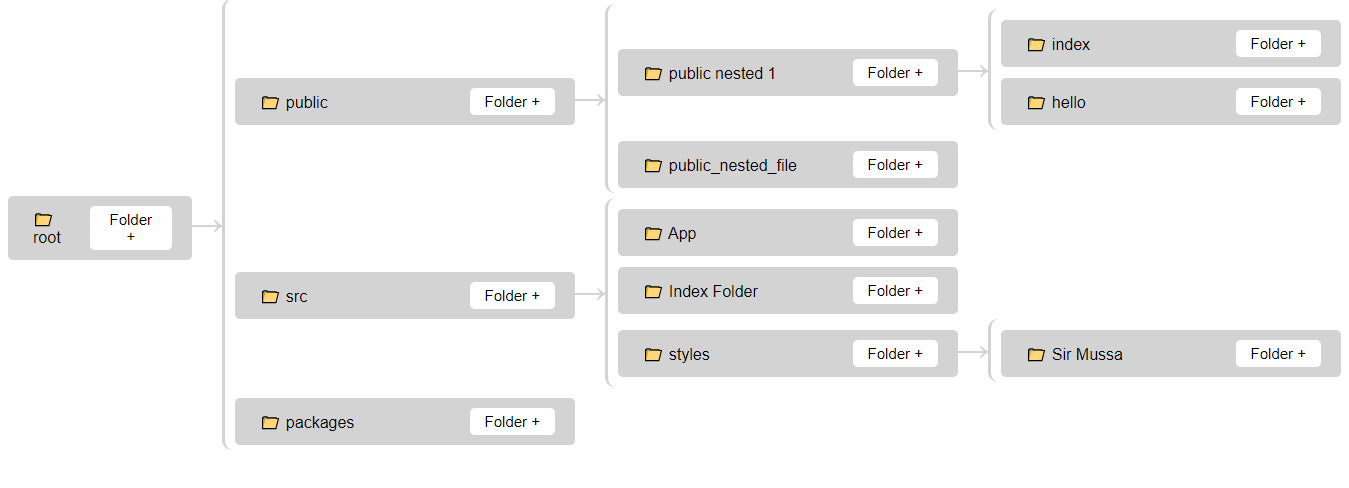 root
Folder
+
public
Folder +
public nested 1
Folder +
index
Folder +
hello
Folder +
public_nested_file
Folder +
src
Folder +
App
Folder +
Index Folder
Folder +
styles
Folder +
Sir Mussa
Folder +
packages
Folder +